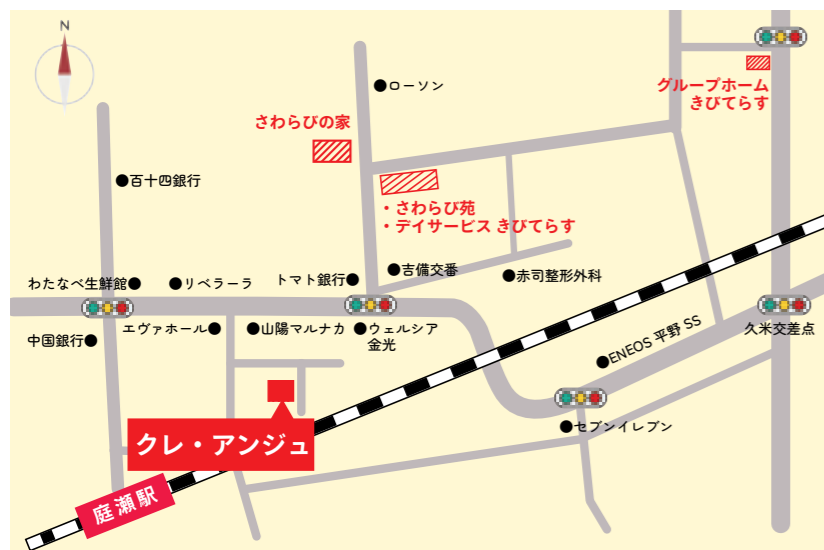 N
●ローソン
グループホーム
きびてらす
さわらびの家
●百十四銀行
・さわらび苑
・デイサービス きびてらす
わたなべ生鮮館●
●リベラーラ
トマト銀行●
●吉備交番
●赤司整形外科
中国銀行●
エヴァホール●
●山陽マルナカ
●ウェルシア
金光
●ENEOS 平野 SS
久米交差点
●セブンイレブン
クレ・アンジュ
庭瀬駅